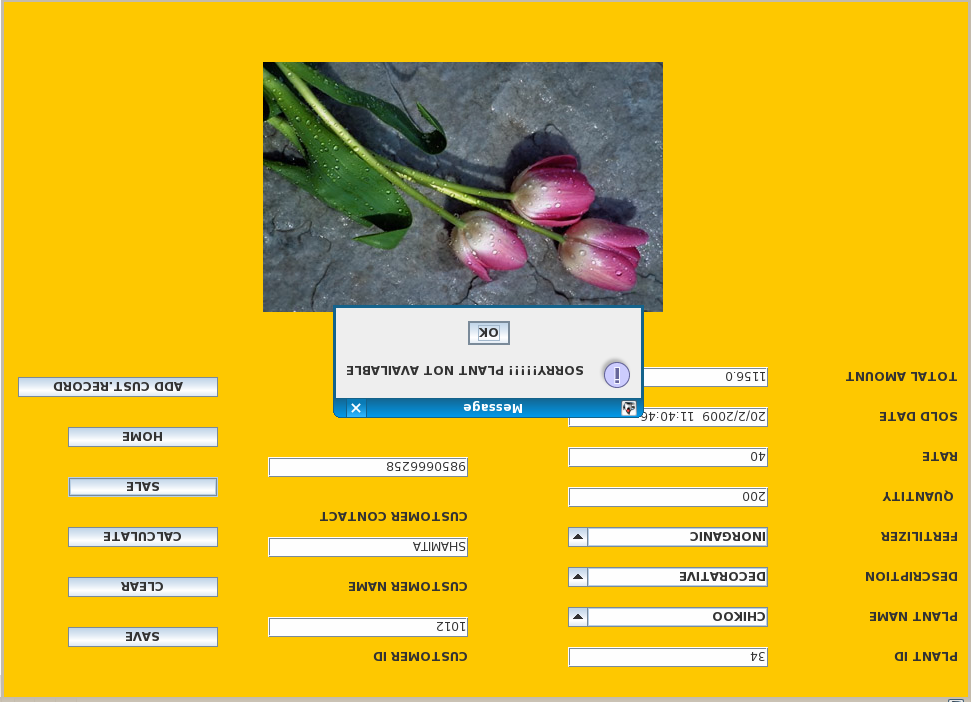 PLANT ID
34
CUSTOMER ID
1012
SAVE
PLANT NAME
CHIKOO
CUSTOMER NAME
SHAMITA
CLEAR
DESCRIPTION
DECORATIVE
CALCULATE
FERTILIZER
INORGANIC
CUSTOMER CONTACT
9850666258
SALE
QUANTITY
200
HOME
RATE
40
SOLD DATE
20/2/2009 11:40:46
ADD CUST.RECORD
TOTAL AMOUNT
1156.0
Message
SORRY!!!!!! PLANT NOT AVAILABLE
OK